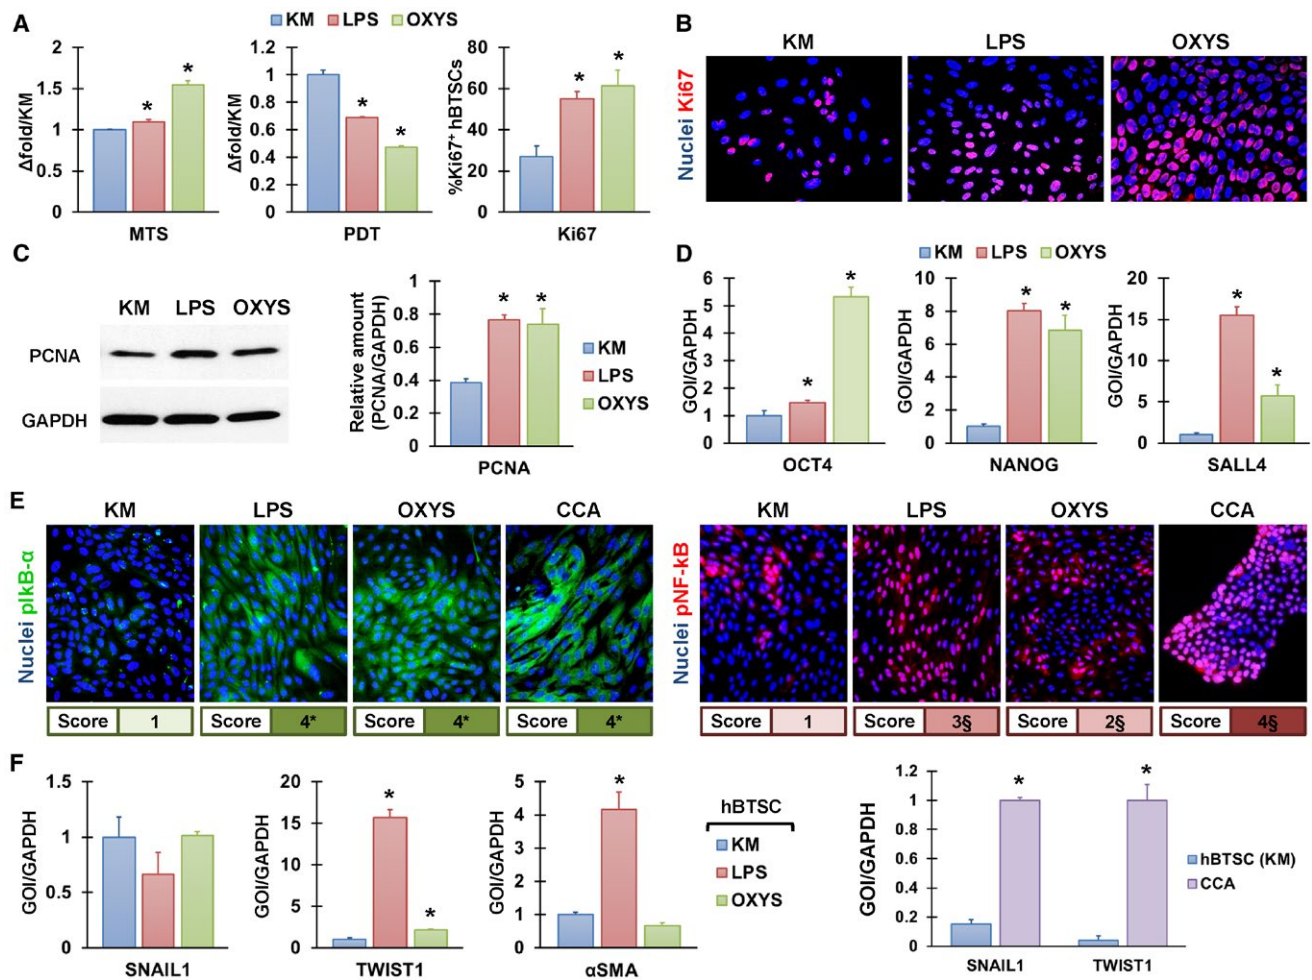 A
KM LPS OXYS
Δfold/KM
2
1.5
1
0.5
0
*
*
MTS
Δfold/KM
1.2
1
0.8
0.6
0.4
0.2
0
*
*
PDT
%Ki67+ hBTSCs
80
60
40
20
0
*
*
Ki67
B
KM LPS OXYS
Nuclei Ki67
C
KM LPS OXYS
PCNA
GAPDH
Relative amount
(PCNA/GAPDH)
1
0.8
0.6
0.4
0.2
0
*
*
PCNA
KM
LPS
OXYS
D
KM LPS OXYS
GOI/GAPDH
6
5
4
3
2
1
0
*
*
OCT4
GOI/GAPDH
10
8
6
4
2
0
*
*
NANOG
GOI/GAPDH
20
15
10
5
0
*
*
SALL4
E
KM LPS OXYS CCA
Nuclei pIkB-α
Score 1
Score 4*
Score 4*
Score 4*
KM LPS OXYS CCA
Nuclei pNF-kB
Score 1
Score 3§
Score 2§
Score 4§
F
GOI/GAPDH
1.5
1
0.5
0
SNAIL1
GOI/GAPDH
20
15
10
5
0
*
*
TWIST1
GOI/GAPDH
5
4
3
2
1
0
*
αSMA
hBTSC
KM
LPS
OXYS
GOI/GAPDH
1.2
1
0.8
0.6
0.4
0.2
0
*
*
SNAIL1 TWIST1
hBTSC (KM)
CCA